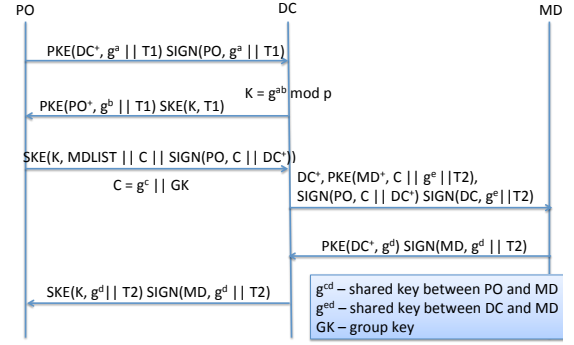 PO DC MD
PKE(DC⁺, gᵃ || T1) SIGN(PO, gᵃ || T1)
K = gᵃᵇ mod p
PKE(PO⁺, gᵇ || T1) SKE(K, T1)
SKE(K, MDLIST || C || SIGN(PO, C || DC⁺))
C = gᶜ || GK
DC⁺, PKE(MD⁺, C || gᵉ||T2),
SIGN(PO, C || DC⁺) SIGN(DC, gᵉ||T2)
PKE(DC⁺, gᵈ) SIGN(MD, gᵈ || T2)
SKE(K, gᵈ|| T2) SIGN(MD, gᵈ || T2)
gᶜᵈ – shared key between PO and MD
gᵉᵈ – shared key between DC and MD
GK – group key